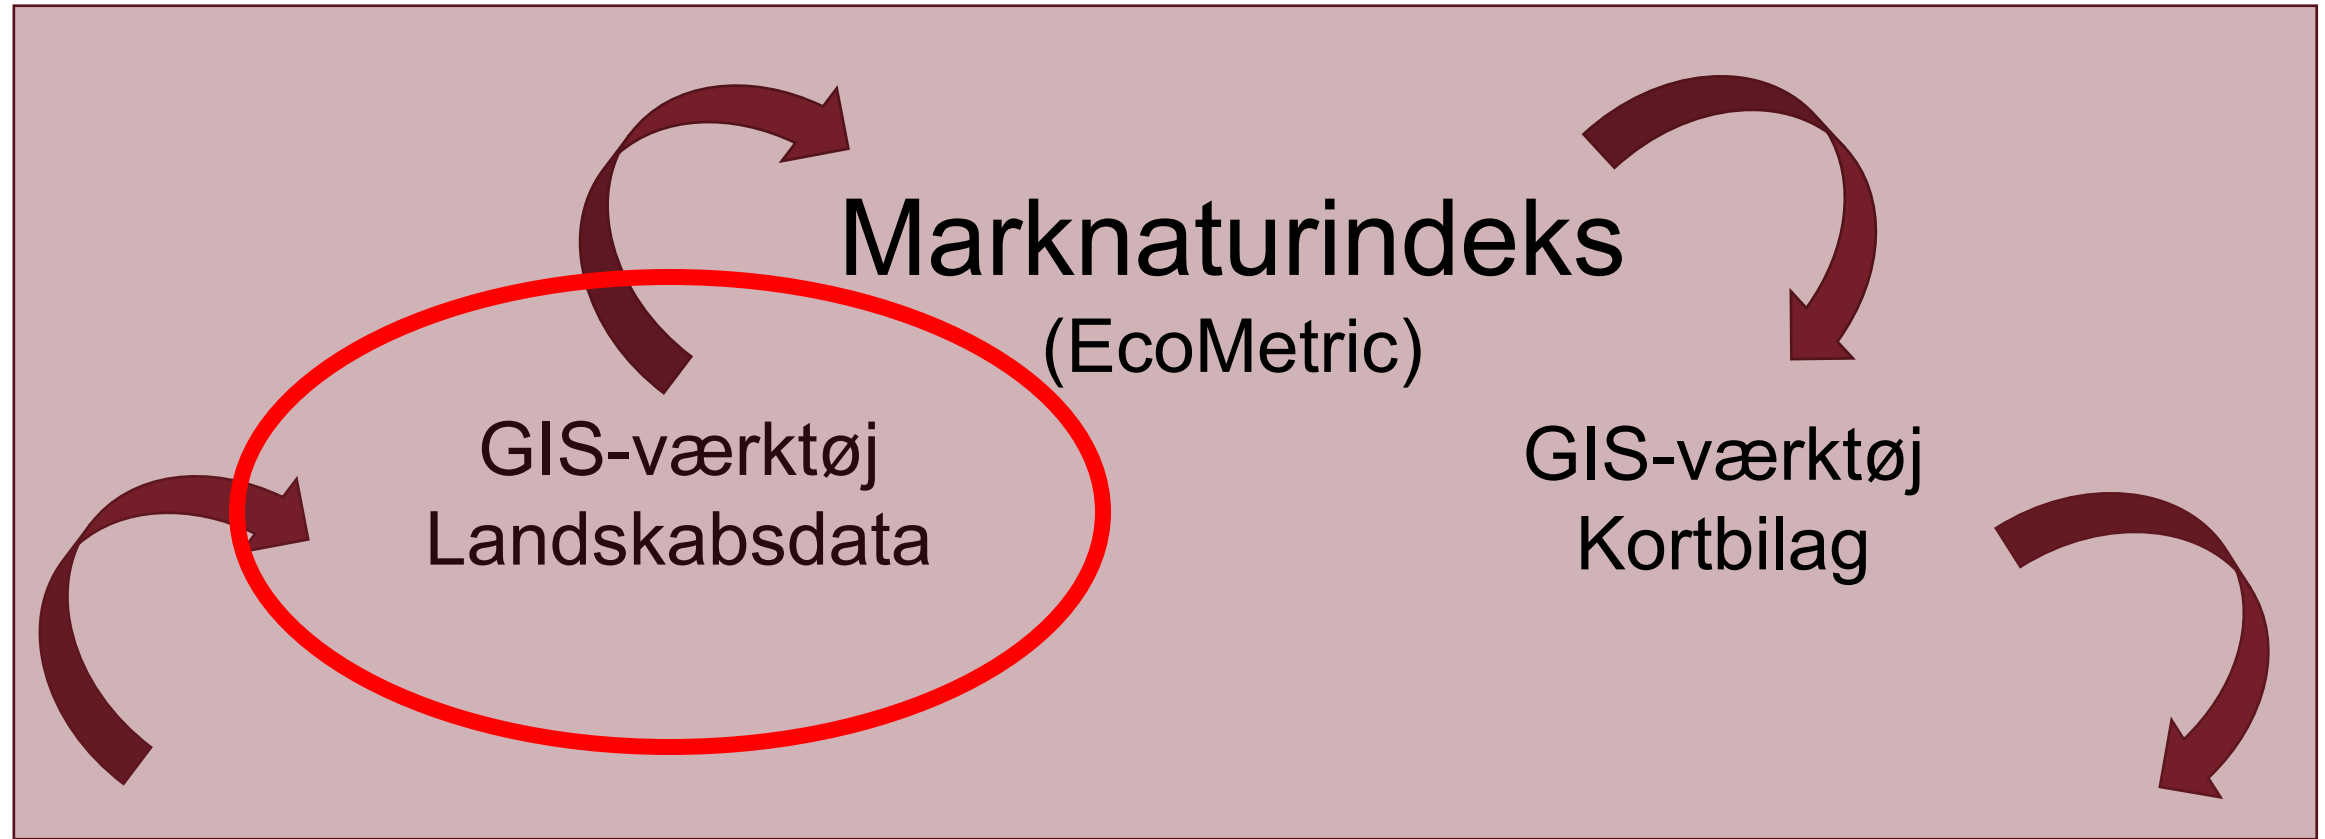 Marknaturindeks
(EcoMetric)
GIS-værktøj
Landskabsdata
GIS-værktøj
Kortbilag